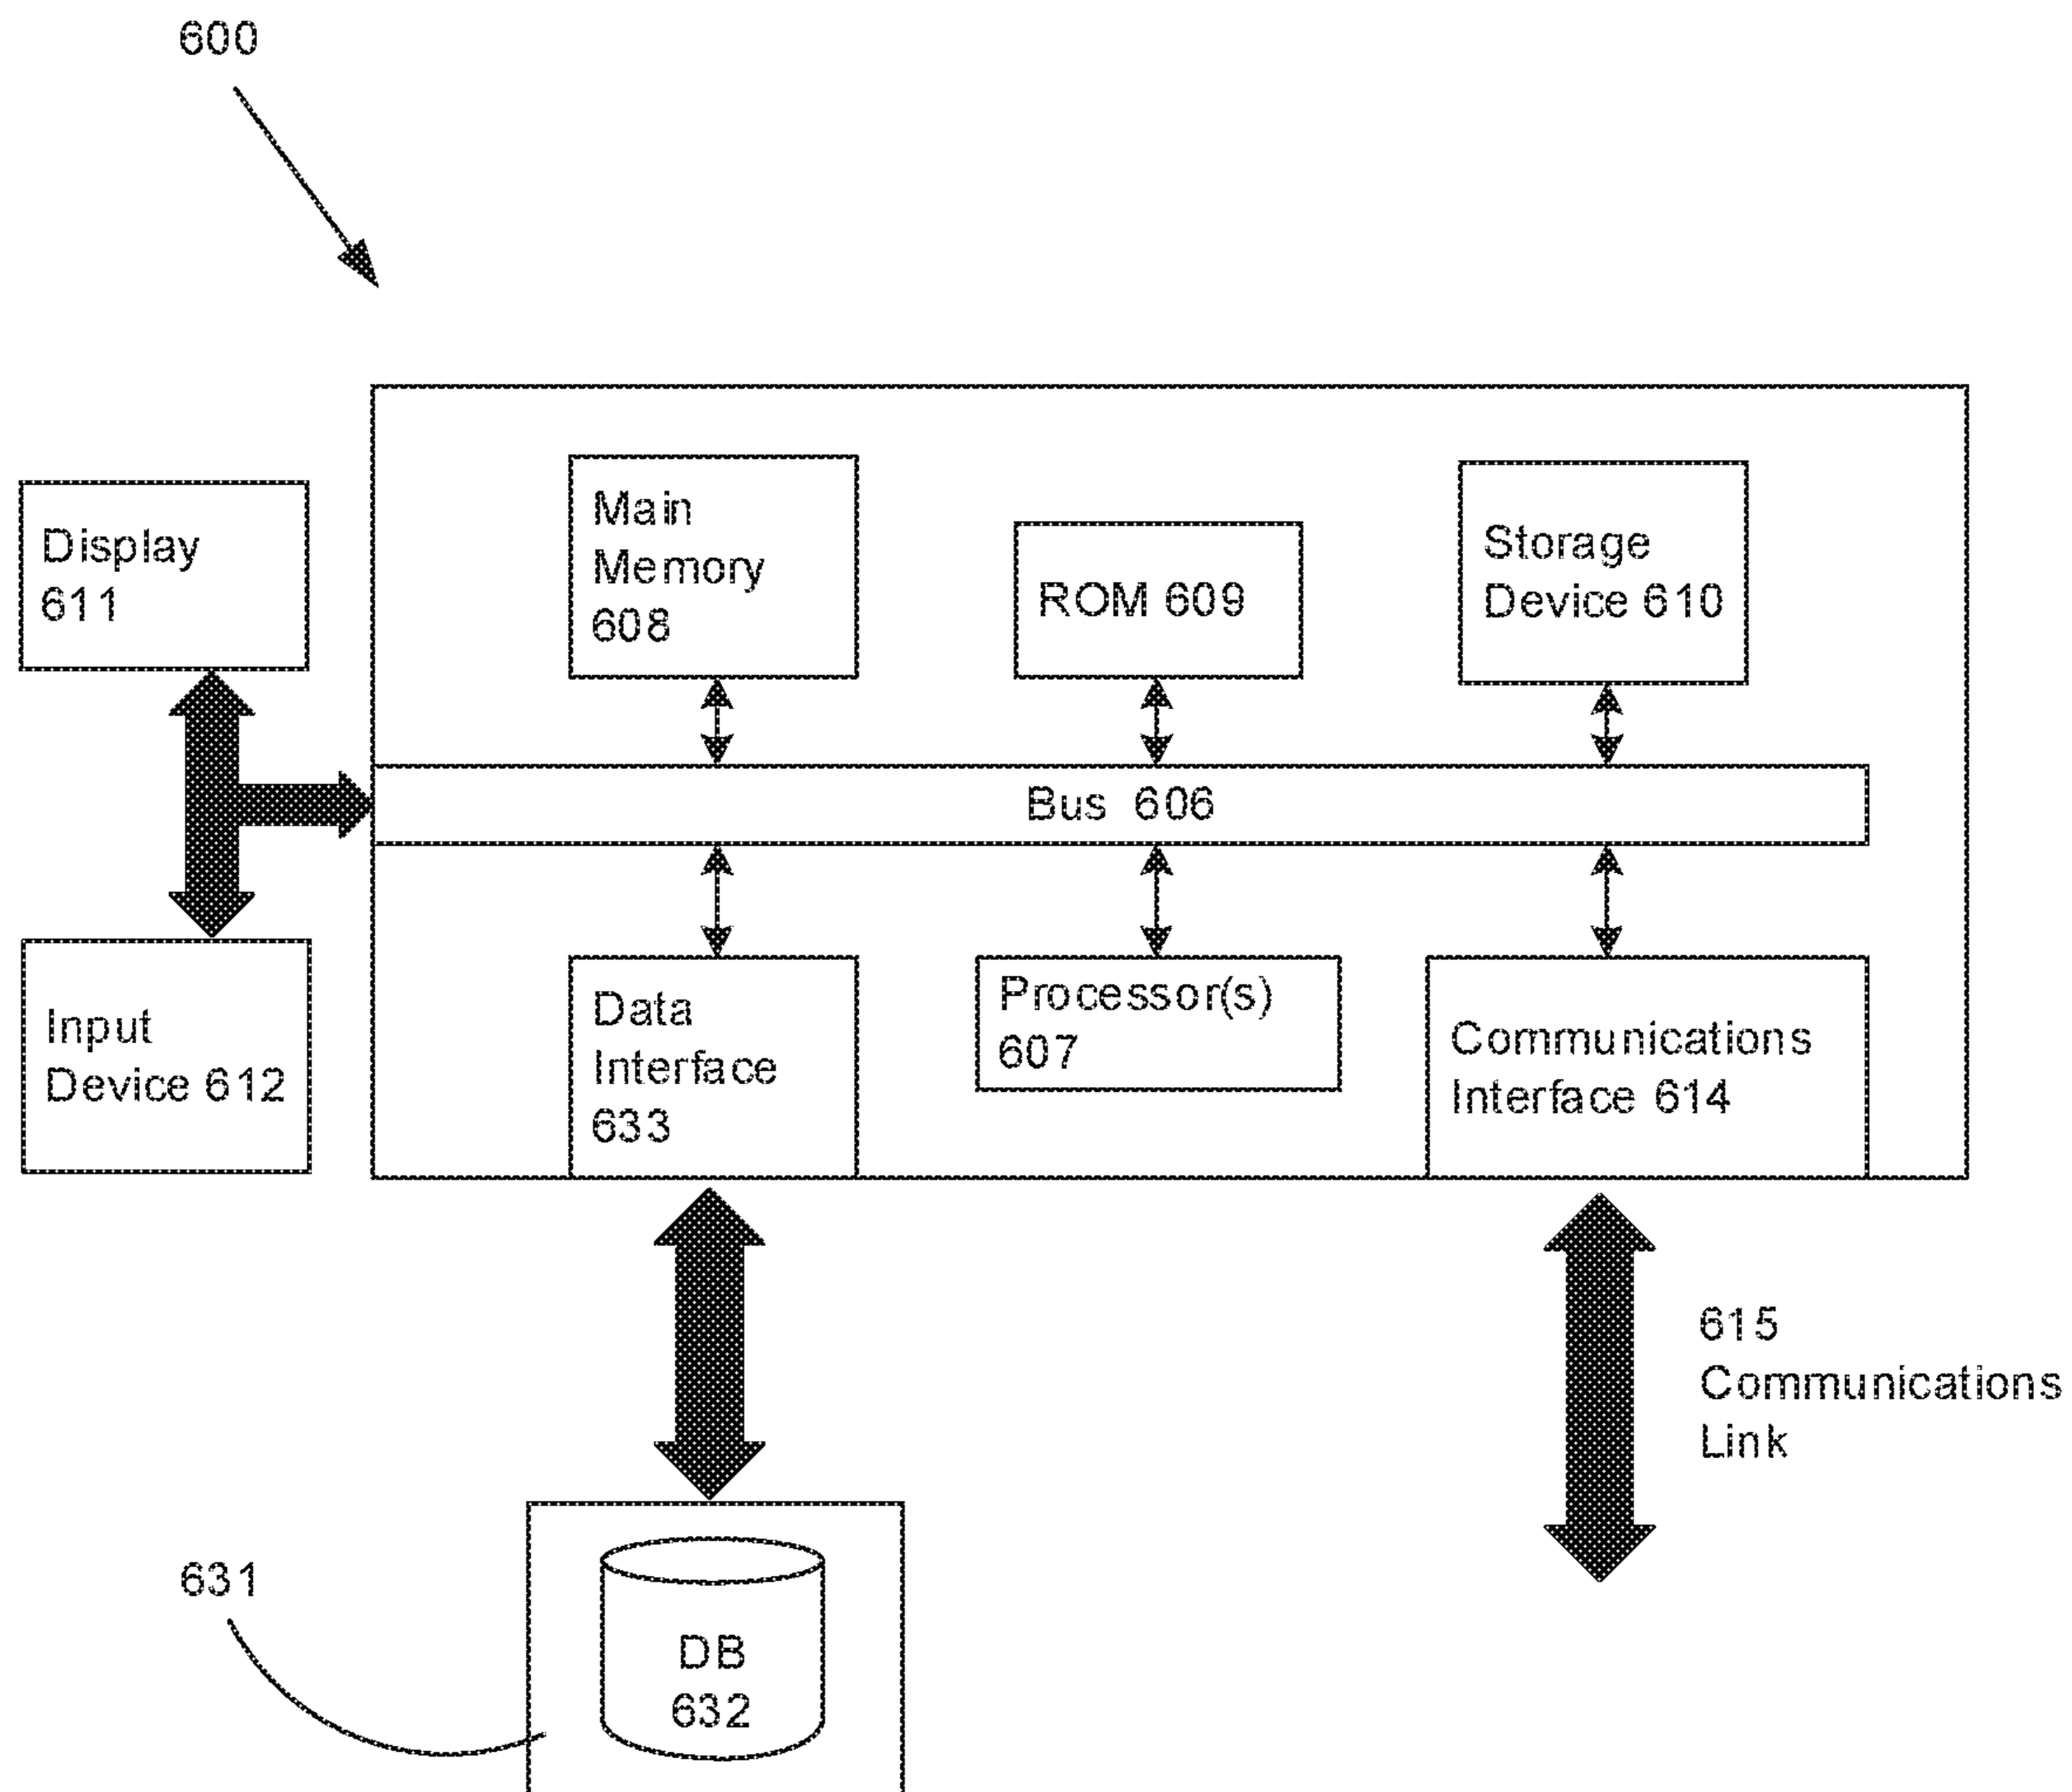 600
Display
611
Main
Memory
608
ROM 609
Storage
Device 610
Bus 606
Input
Device 612
Data
Interface
633
Processor(s)
607
Communications
Interface 614
615
Communications
Link
631
DB
632